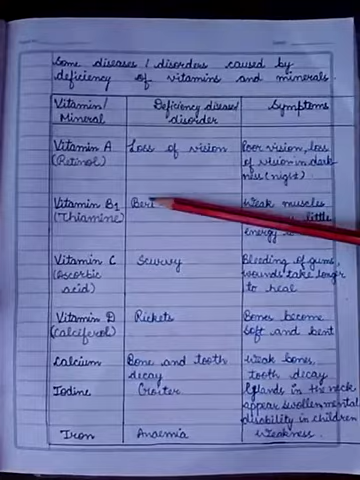 Some diseases / disorders caused by
deficiency of vitamins and minerals.
Vitamin/ Deficiency diseases/ Symptoms
Mineral disorder
Vitamin A Loss of vision Poor vision, loss
(Retinol) of vision in dark-
ness (night)
Vitamin B1 Beri Weak muscles
(Thiamine) little
energy
Vitamin C Scurvy Bleeding of gums,
(Ascorbic wounds take longer
acid) to heal
Vitamin D Rickets Bones become
(Calciferol) soft and bent
Calcium Bone and tooth Weak bones,
decay tooth decay
Iodine Goiter Glands in the neck
appear swollen, mental
disability in children
Iron Anaemia Weakness.